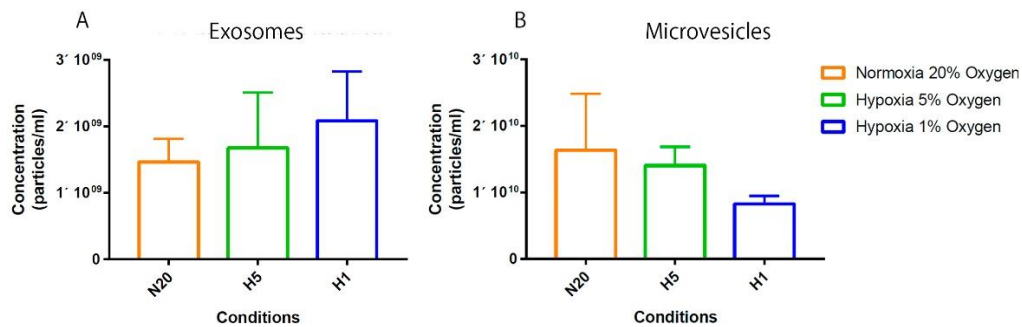 A
Exosomes
Concentration
(particles/ml)
3´ 10⁰⁹
2´ 10⁰⁹
1´ 10⁰⁹
0
N20
H5
H1
Conditions
B
Microvesicles
Concentration
(particles/ml)
3´ 10¹⁰
2´ 10¹⁰
1´ 10¹⁰
0
N20
H5
H1
Conditions
Normoxia 20% Oxygen
Hypoxia 5% Oxygen
Hypoxia 1% Oxygen